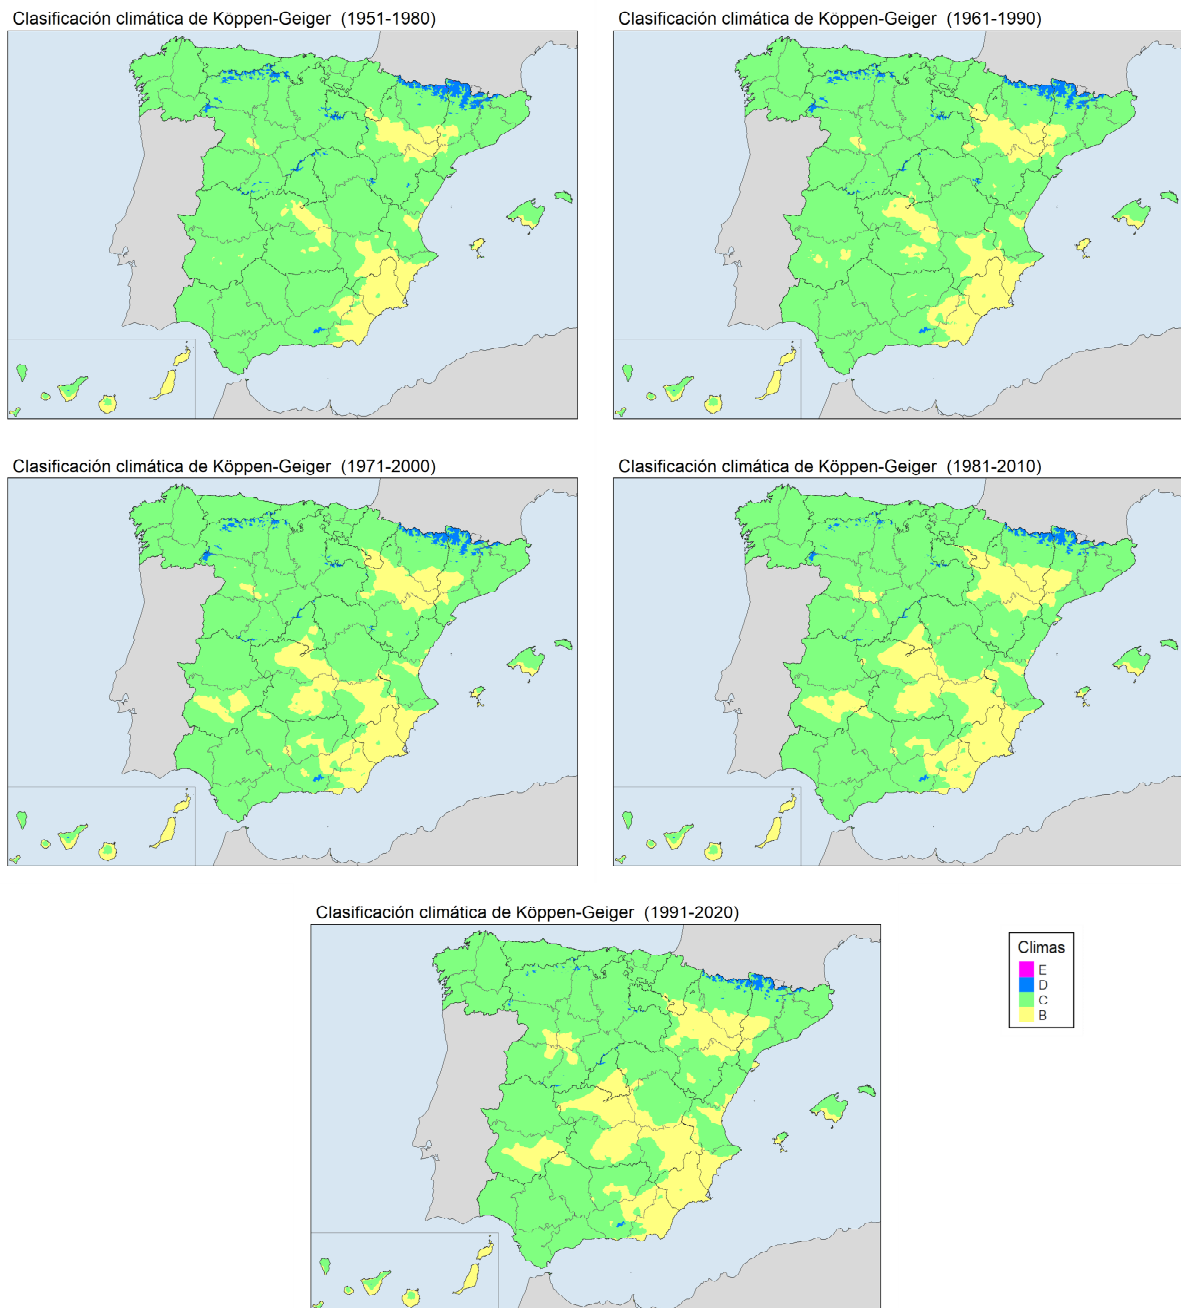 Clasificación climática de Köppen-Geiger (1951-1980)
Clasificación climática de Köppen-Geiger (1961-1990)
Clasificación climática de Köppen-Geiger (1971-2000)
Clasificación climática de Köppen-Geiger (1981-2010)
Clasificación climática de Köppen-Geiger (1991-2020)
Climas
E
D
C
B